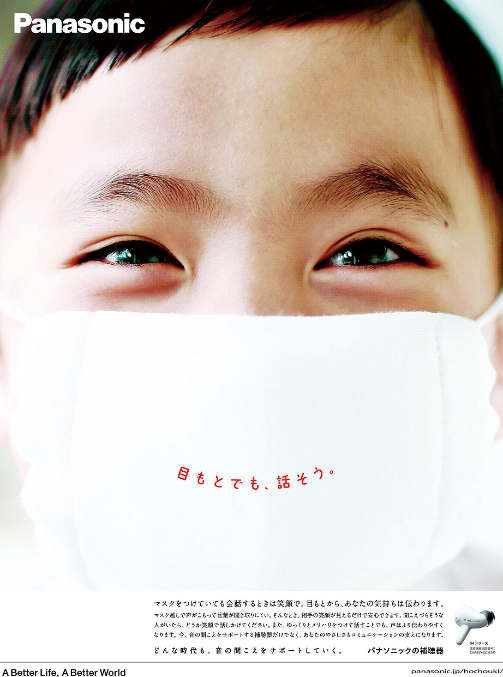 Panasonic
目もとでも、話そう。
マスクをつけていても会話するときは笑顔で。目もとから、あなたの気持ちは伝わります。
マスク越しで声がこもって言葉が聞き取りにくい。そんなとき、相手の笑顔が見えるだけで安心できます。聞こえづらそうな
人がいたら、どうか笑顔で話しかけてください。また、ゆっくりとメリハリをつけて話すことでも、声はより伝わりやすく
なります。今、音の聞こえをサポートする補聴器だけでなく、あなたのやさしさもコミュニケーションの支えになります。
どんな時代も、音の聞こえをサポートしていく。 パナソニックの補聴器
A Better Life, A Better World
panasonic.jp/hochouki/